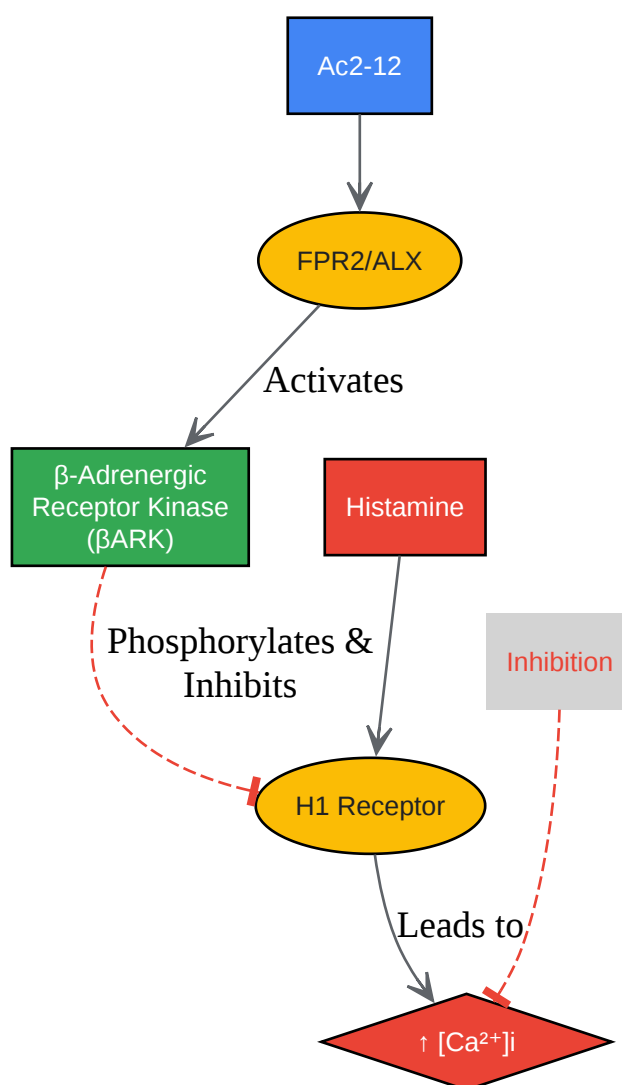 Ac2-12
FPR2/ALX
Activates
β-Adrenergic
Receptor Kinase
(βARK)
Histamine
Phosphorylates &
Inhibits
Inhibition
H1 Receptor
Leads to
↑ [Ca²⁺]i